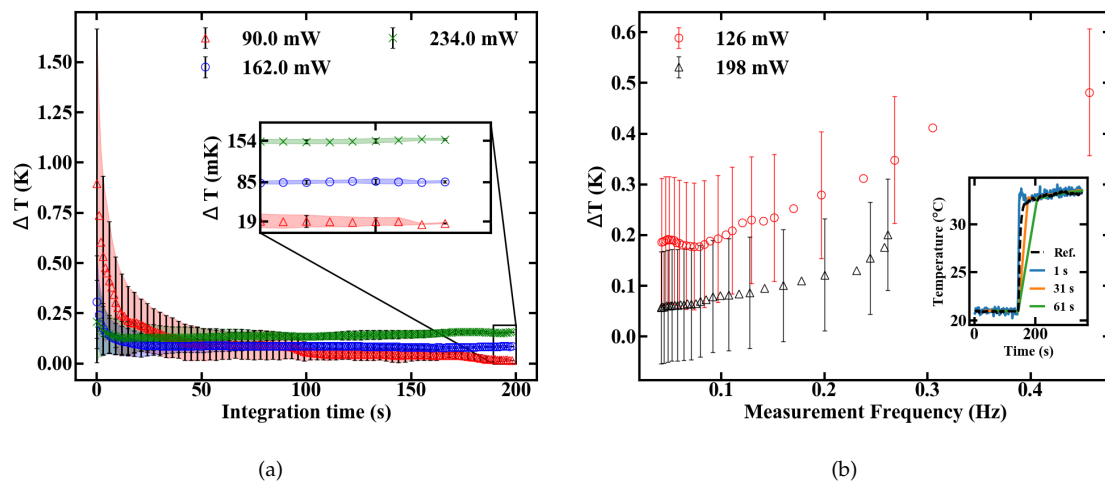 90.0 mW
162.0 mW
234.0 mW
1.50
1.25
1.00
0.75
0.50
0.25
0.00
Δ T (K)
154
85
19
Δ T (mK)
0
50
100
150
200
Integration time (s)
(a)
126 mW
198 mW
0.6
0.5
0.4
0.3
0.2
0.1
0.0
ΔT (K)
0.1
0.2
0.3
0.4
Measurement Frequency (Hz)
30
25
20
Temperature (°C)
Ref.
1 s
31 s
61 s
0
200
Time (s)
(b)